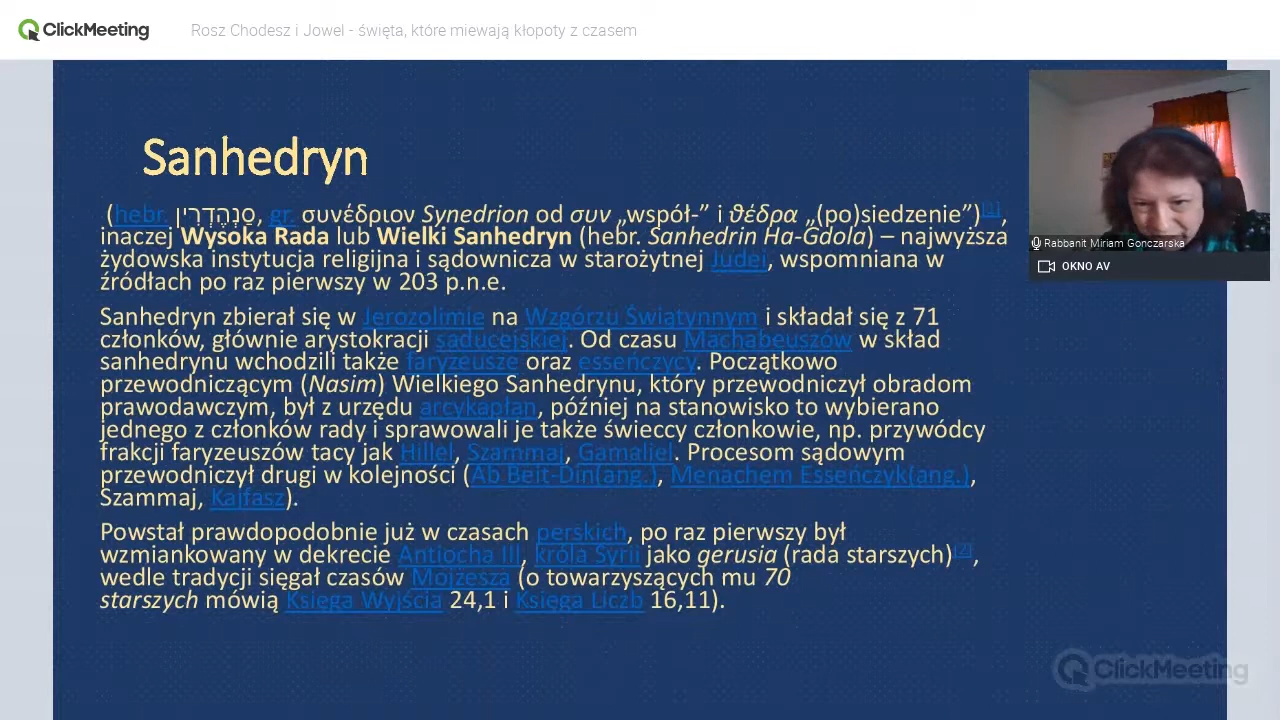 ClickMeeting
Rosz Chodesz i Jowel - święta, które miewają kłopoty z czasem
Sanhedryn
(hebr. סַנְהֶדְרִין, gr. συνέδριον Synedrion od συν „współ-” i ϑέδρα „(po)siedzenie”)[1],
inaczej Wysoka Rada lub Wielki Sanhedryn (hebr. Sanhedrin Ha-Gdola) – najwyższa
żydowska instytucja religijna i sądownicza w starożytnej Judei, wspomniana w
źródłach po raz pierwszy w 203 p.n.e.
Sanhedryn zbierał się w Jerozolimie na Wzgórzu Świątynnym i składał się z 71
członków, głównie arystokracji saducejskiej. Od czasu Machabeuszów w skład
sanhedrynu wchodzili także faryzeusze oraz esseńczycy. Początkowo
przewodniczącym (Nasim) Wielkiego Sanhedrynu, który przewodniczył obradom
prawodawczym, był z urzędu arcykapłan, później na stanowisko to wybierano
jednego z członków rady i sprawowali je także świeccy członkowie, np. przywódcy
frakcji faryzeuszów tacy jak Hillel, Szammaj, Gamaliel. Procesom sądowym
przewodniczył drugi w kolejności (Ab Beit-Din(ang.), Menachem Esseńczyk(ang.),
Szammaj, Kajfasz).
Powstał prawdopodobnie już w czasach perskich, po raz pierwszy był
wzmiankowany w dekrecie Antiocha III, króla Syrii jako gerusia (rada starszych)[2],
wedle tradycji sięgał czasów Mojżesza (o towarzyszących mu 70
starszych mówią Księga Wyjścia 24,1 i Księga Liczb 16,11).
Rabbanit Miriam Gonczarska
OKNO AV
ClickMeeting